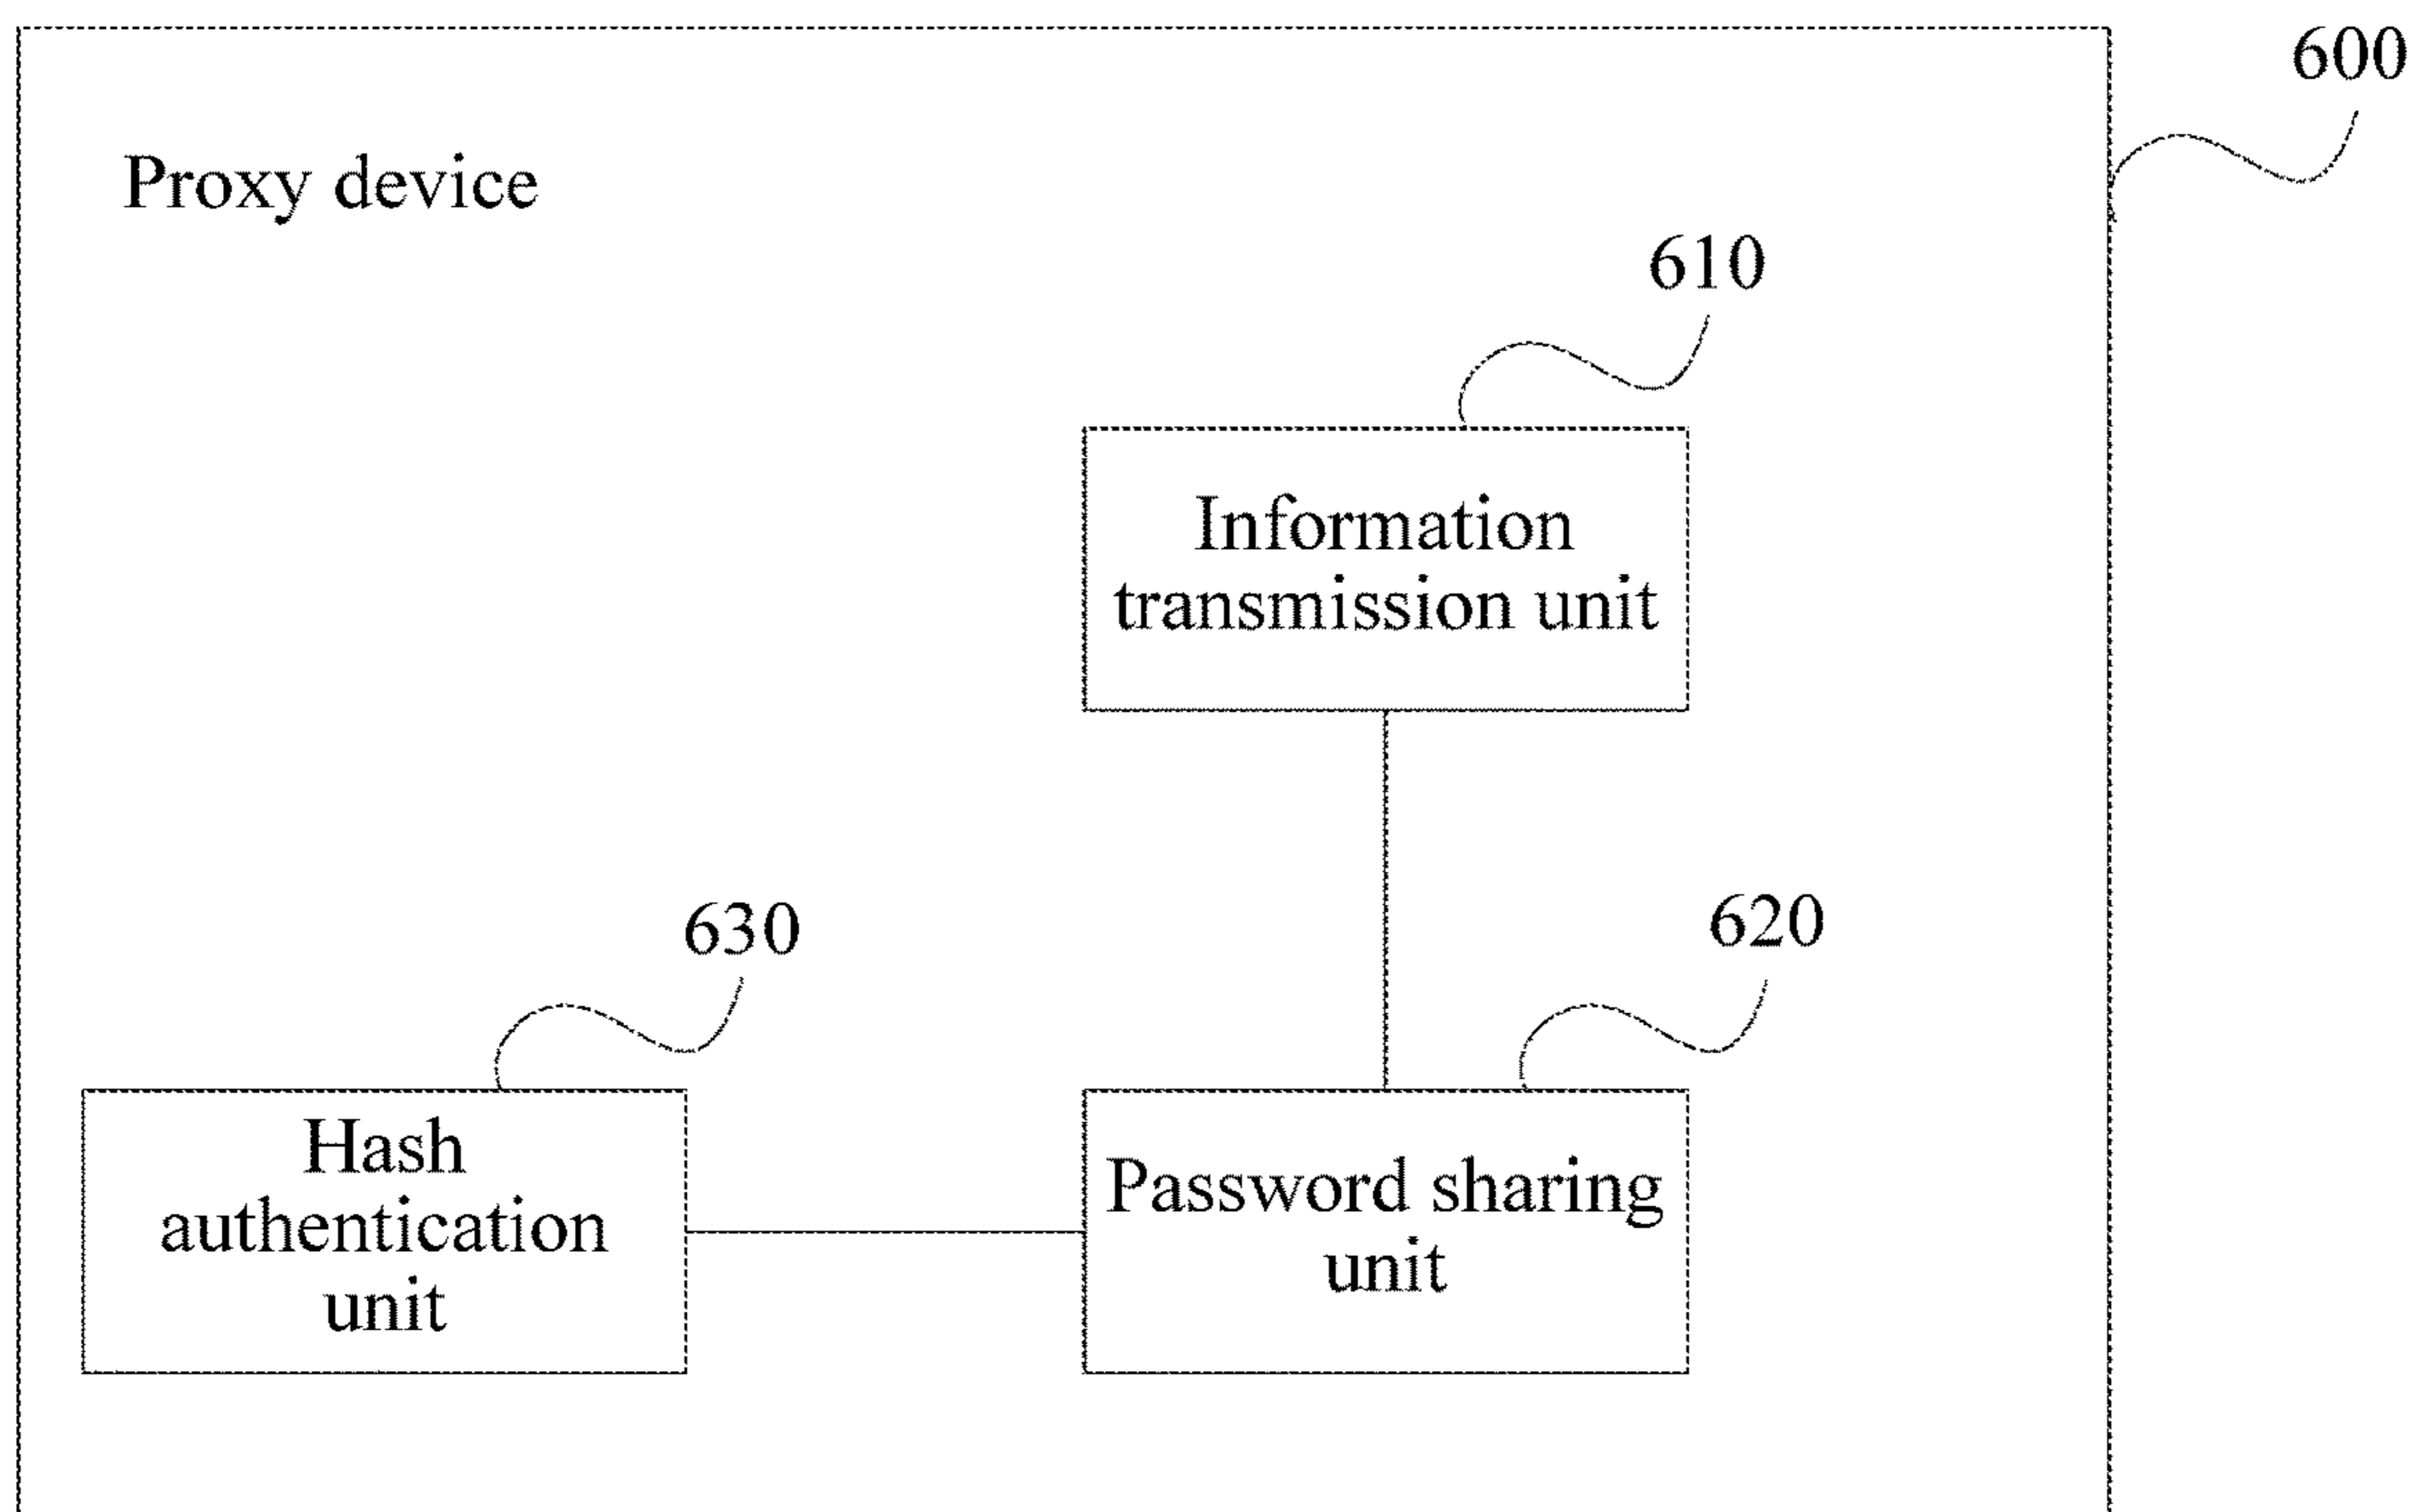 600
Proxy device
610
Information
transmission unit
630
620
Hash
authentication
unit
Password sharing
unit